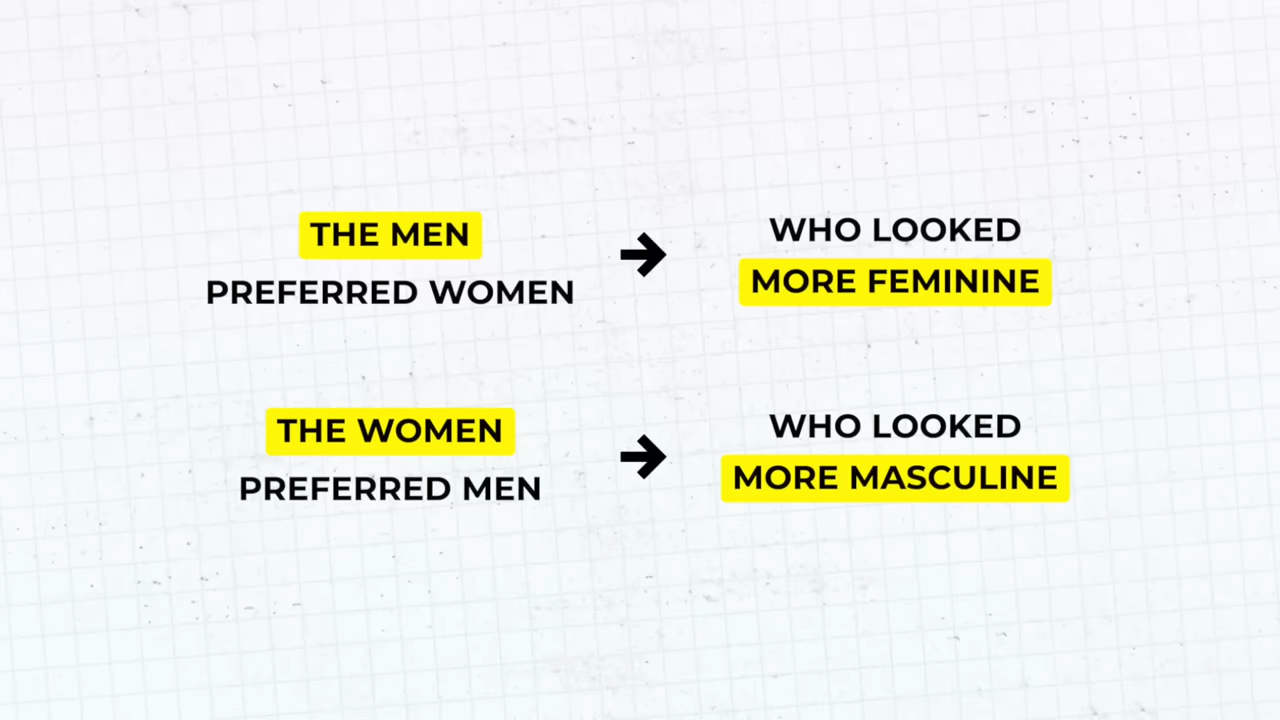 THE MEN
PREFERRED WOMEN
WHO LOOKED
MORE FEMININE
THE WOMEN
PREFERRED MEN
WHO LOOKED
MORE MASCULINE